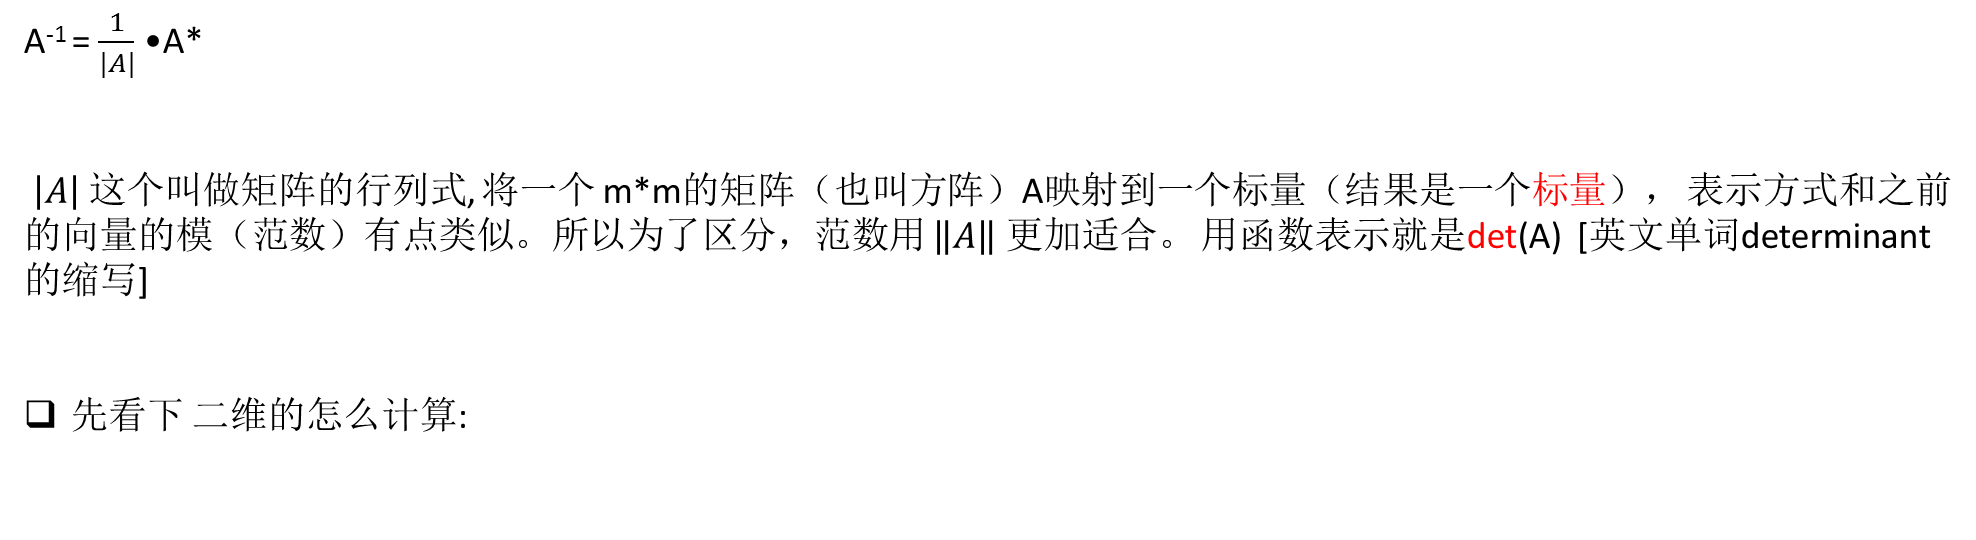 A⁻¹ = 1/|A| •A*
|A| 这个叫做矩阵的行列式, 将一个 m*m的矩阵（也叫方阵）A映射到一个标量（结果是一个标量）， 表示方式和之前
的向量的模（范数）有点类似。所以为了区分，范数用 ||A|| 更加适合。 用函数表示就是det(A) [英文单词determinant
的缩写]
❑ 先看下 二维的怎么计算: